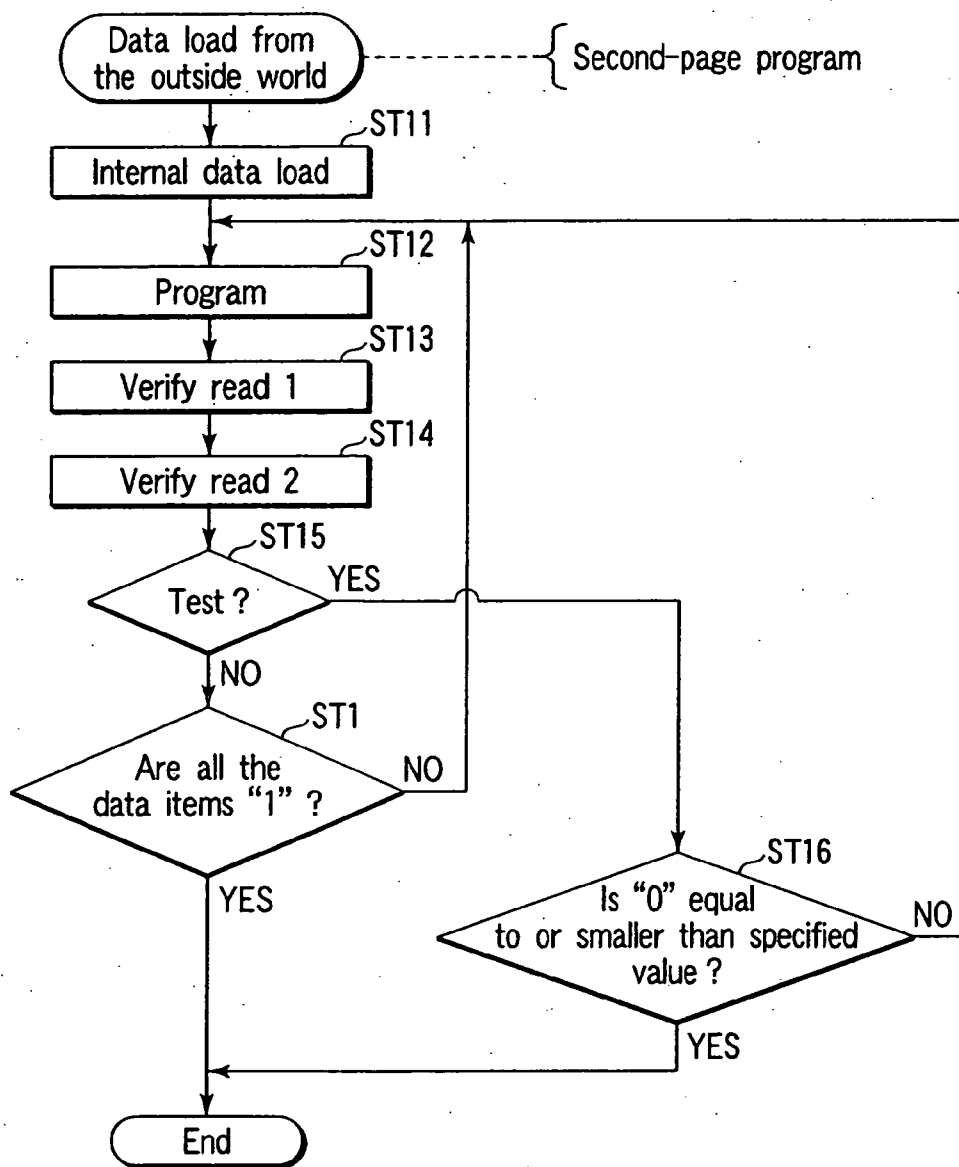 Data load from
the outside world
Second-page program
ST11
Internal data load
ST12
Program
ST13
Verify read 1
ST14
Verify read 2
ST15
Test ?
YES
NO
ST1
Are all the
data items “1” ?
NO
YES
ST16
Is “0” equal
to or smaller than specified
value ?
NO
YES
End